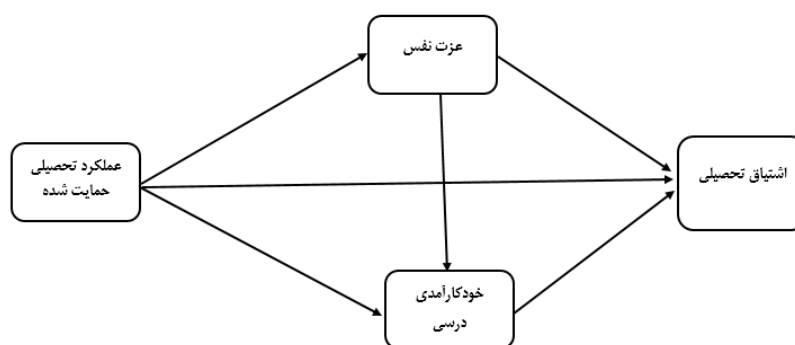 عزت نفس
عملکرد تحصیلی
حمایت شده
اشتیاق تحصیلی
خودکارآمدی
درسی